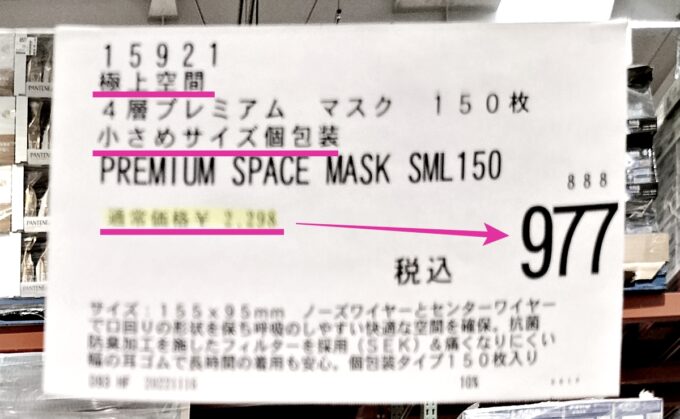 15921
極上空間
4層プレミアム マスク 150枚
小さめサイズ個包装
PREMIUM SPACE MASK SML150
888
通常価格¥ 2,298
977
税込
サイズ:155x95mm ノーズワイヤーとセンターワイヤー
で口回りの形状を保ち呼吸のしやすい快適な空間を確保。抗菌
防臭加工を施したフィルターを採用(SEK)&痛くなりにくい
幅の耳ゴムで長時間の着用も安心。個包装タイプ150枚入り
10%
PANTENE
PANTENE
PANTENE